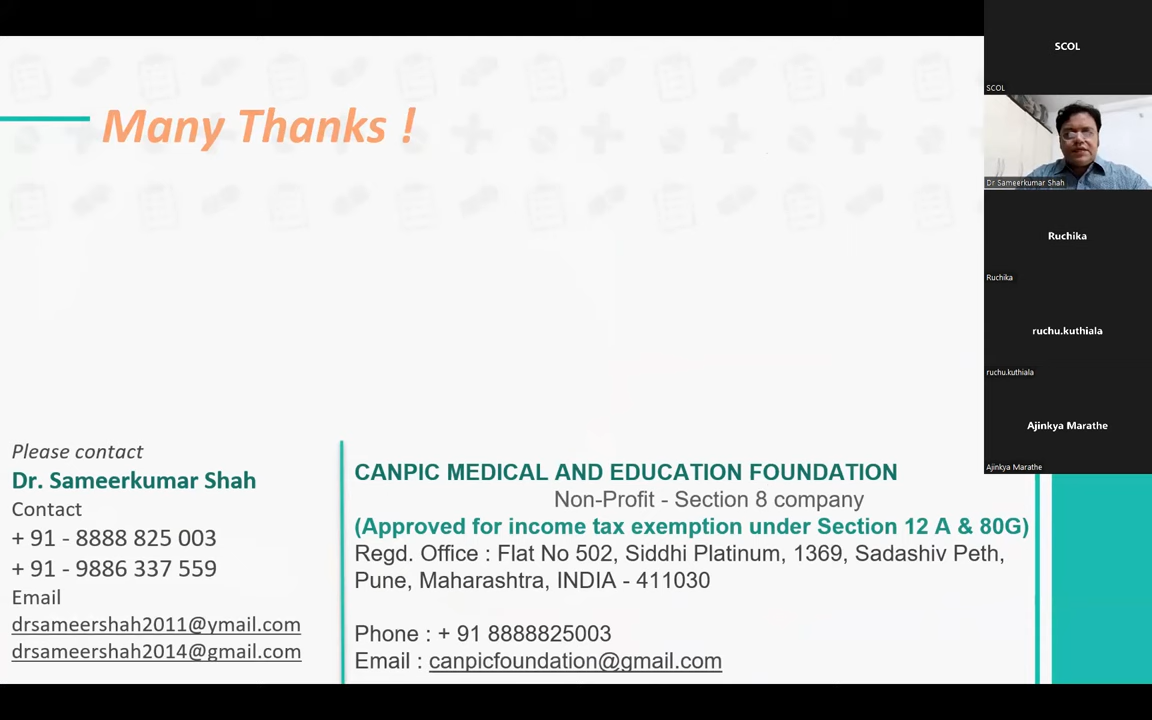 Many Thanks !
Please contact
Dr. Sameerkumar Shah
Contact
+ 91 - 8888 825 003
+ 91 - 9886 337 559
Email
drsameershah2011@ymail.com
drsameershah2014@gmail.com
CANPIC MEDICAL AND EDUCATION FOUNDATION
Non-Profit - Section 8 company
(Approved for income tax exemption under Section 12 A & 80G)
Regd. Office : Flat No 502, Siddhi Platinum, 1369, Sadashiv Peth,
Pune, Maharashtra, INDIA - 411030
Phone : + 91 8888825003
Email : canpicfoundation@gmail.com
SCOL
SCOL
Dr Sameerkumar Shah
Ruchika
Ruchika
ruchu.kuthiala
ruchu.kuthiala
Ajinkya Marathe
Ajinkya Marathe